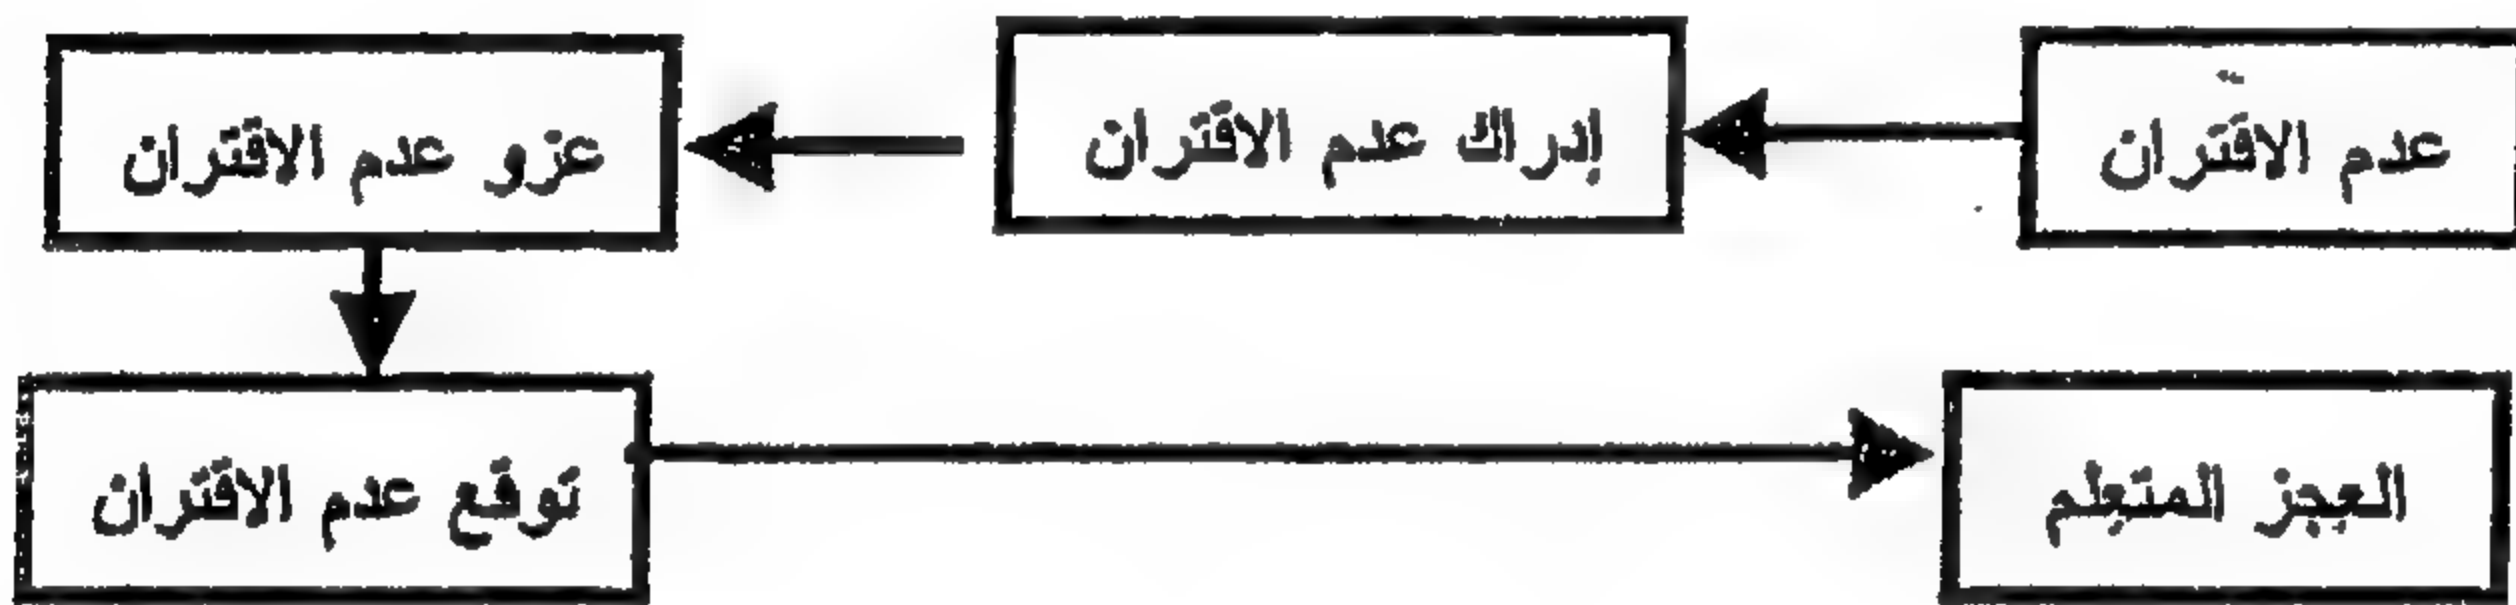 عدم الاقتران
إدراك عدم الاقتران
عزو عدم الاقتران
توقع عدم الاقتران
العجز المتعلم